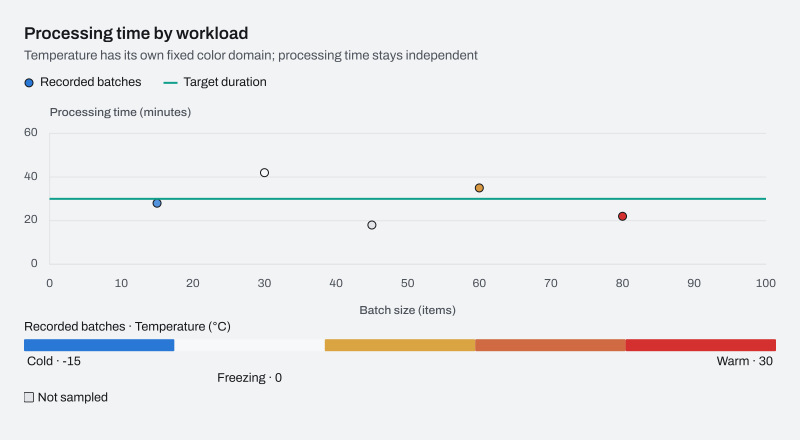 Processing time by workload
Temperature has its own fixed color domain; processing time stays independent
Recorded batches
Target duration
Processing time (minutes)
60
40
20
0
0 10 20 30 40 50 60 70 80 90 100
Batch size (items)
Recorded batches · Temperature (°C)
Cold · -15
Warm · 30
Freezing · 0
Not sampled